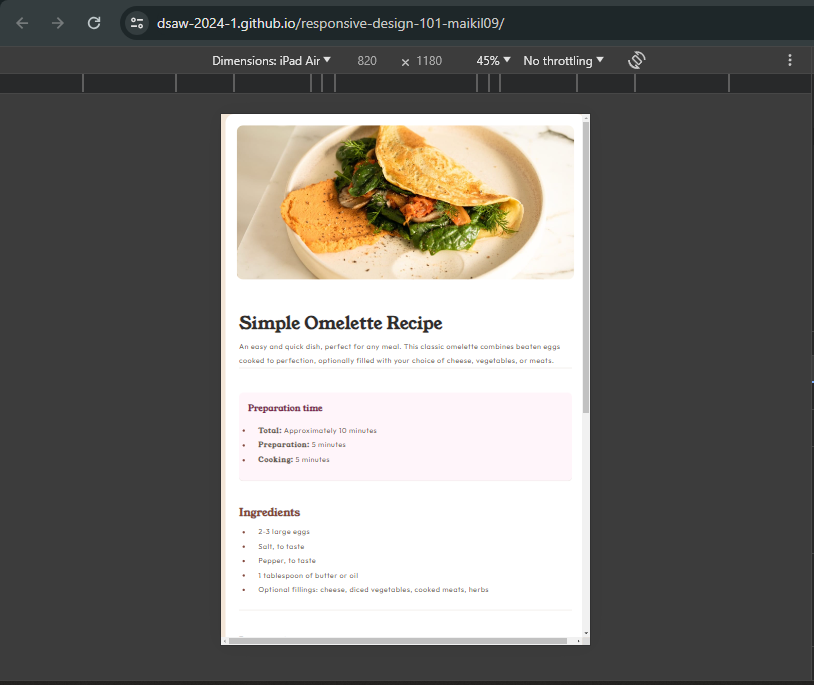 dsaw-2024-1.github.io/responsive-design-101-maikil09/
Dimensions: iPad Air ▼ 820 × 1180 45% ▼ No throttling ▼
Simple Omelette Recipe
An easy and quick dish, perfect for any meal. This classic omelette combines beaten eggs
cooked to perfection, optionally filled with your choice of cheese, vegetables, or meats.
Preparation time
• Total: Approximately 10 minutes
• Preparation: 5 minutes
• Cooking: 5 minutes
Ingredients
• 2-3 large eggs
• Salt, to taste
• Pepper, to taste
• 1 tablespoon of butter or oil
• Optional fillings: cheese, diced vegetables, cooked meats, herbs